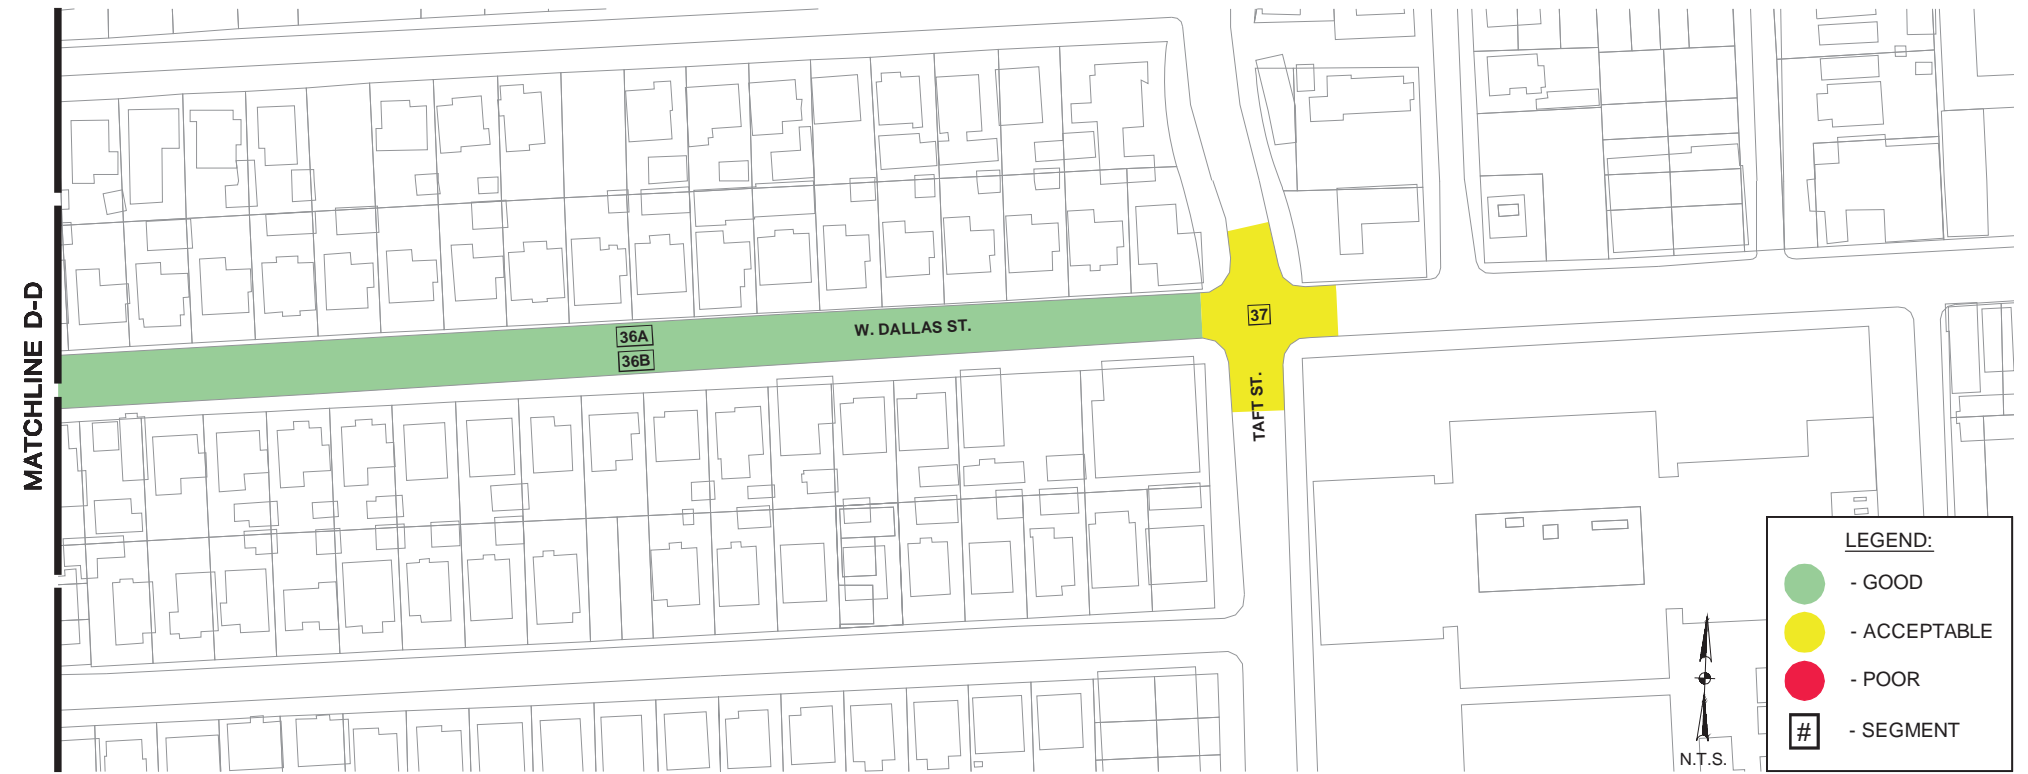 MATCHLINE D-D
36A
36B
W. DALLAS ST.
37
TAFT ST.
LEGEND:
- GOOD
- ACCEPTABLE
- POOR
# - SEGMENT
N.T.S.